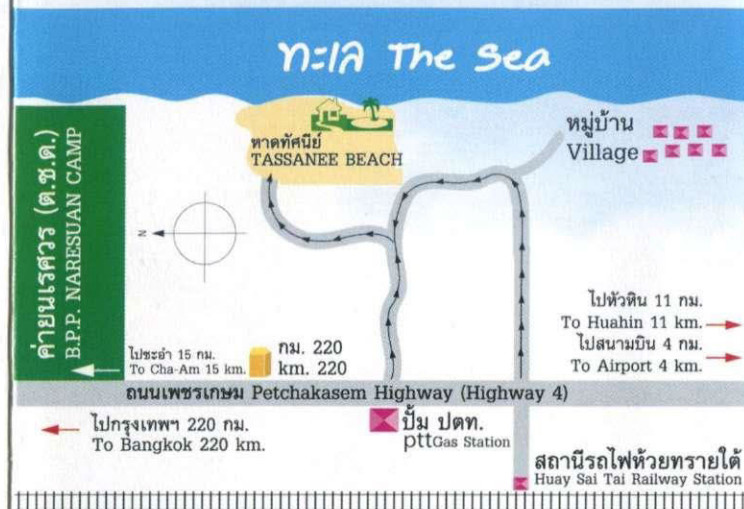 ทะเล The Sea
ค่ายนเรศวร (ต.ช.ด.)
B.P.P. NARESUAN CAMP
หาดทัศนีย์
TASSANEE BEACH
หมู่บ้าน
Village
N
ไปหัวหิน 11 กม.
To Huahin 11 km.
ไปสนามบิน 4 กม.
To Airport 4 km.
ไปชะอำ 15 กม.
To Cha-Am 15 km.
กม. 220
km. 220
ถนนเพชรเกษม Petchakasem Highway (Highway 4)
ไปกรุงเทพฯ 220 กม.
To Bangkok 220 km.
ปั้ม ปตท.
ptt Gas Station
สถานีรถไฟห้วยทรายใต้
Huay Sai Tai Railway Station